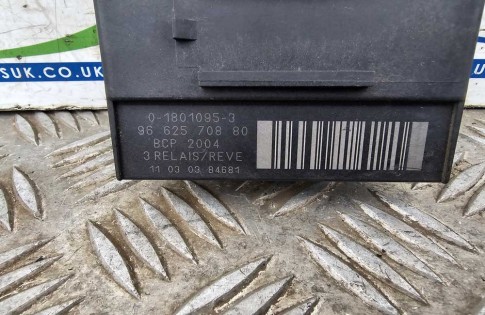 SUK.CO.UK
0-1801095-3
96 625 708 80
BCP 2004
3 RELAIS/REVE
11 03 03 84681